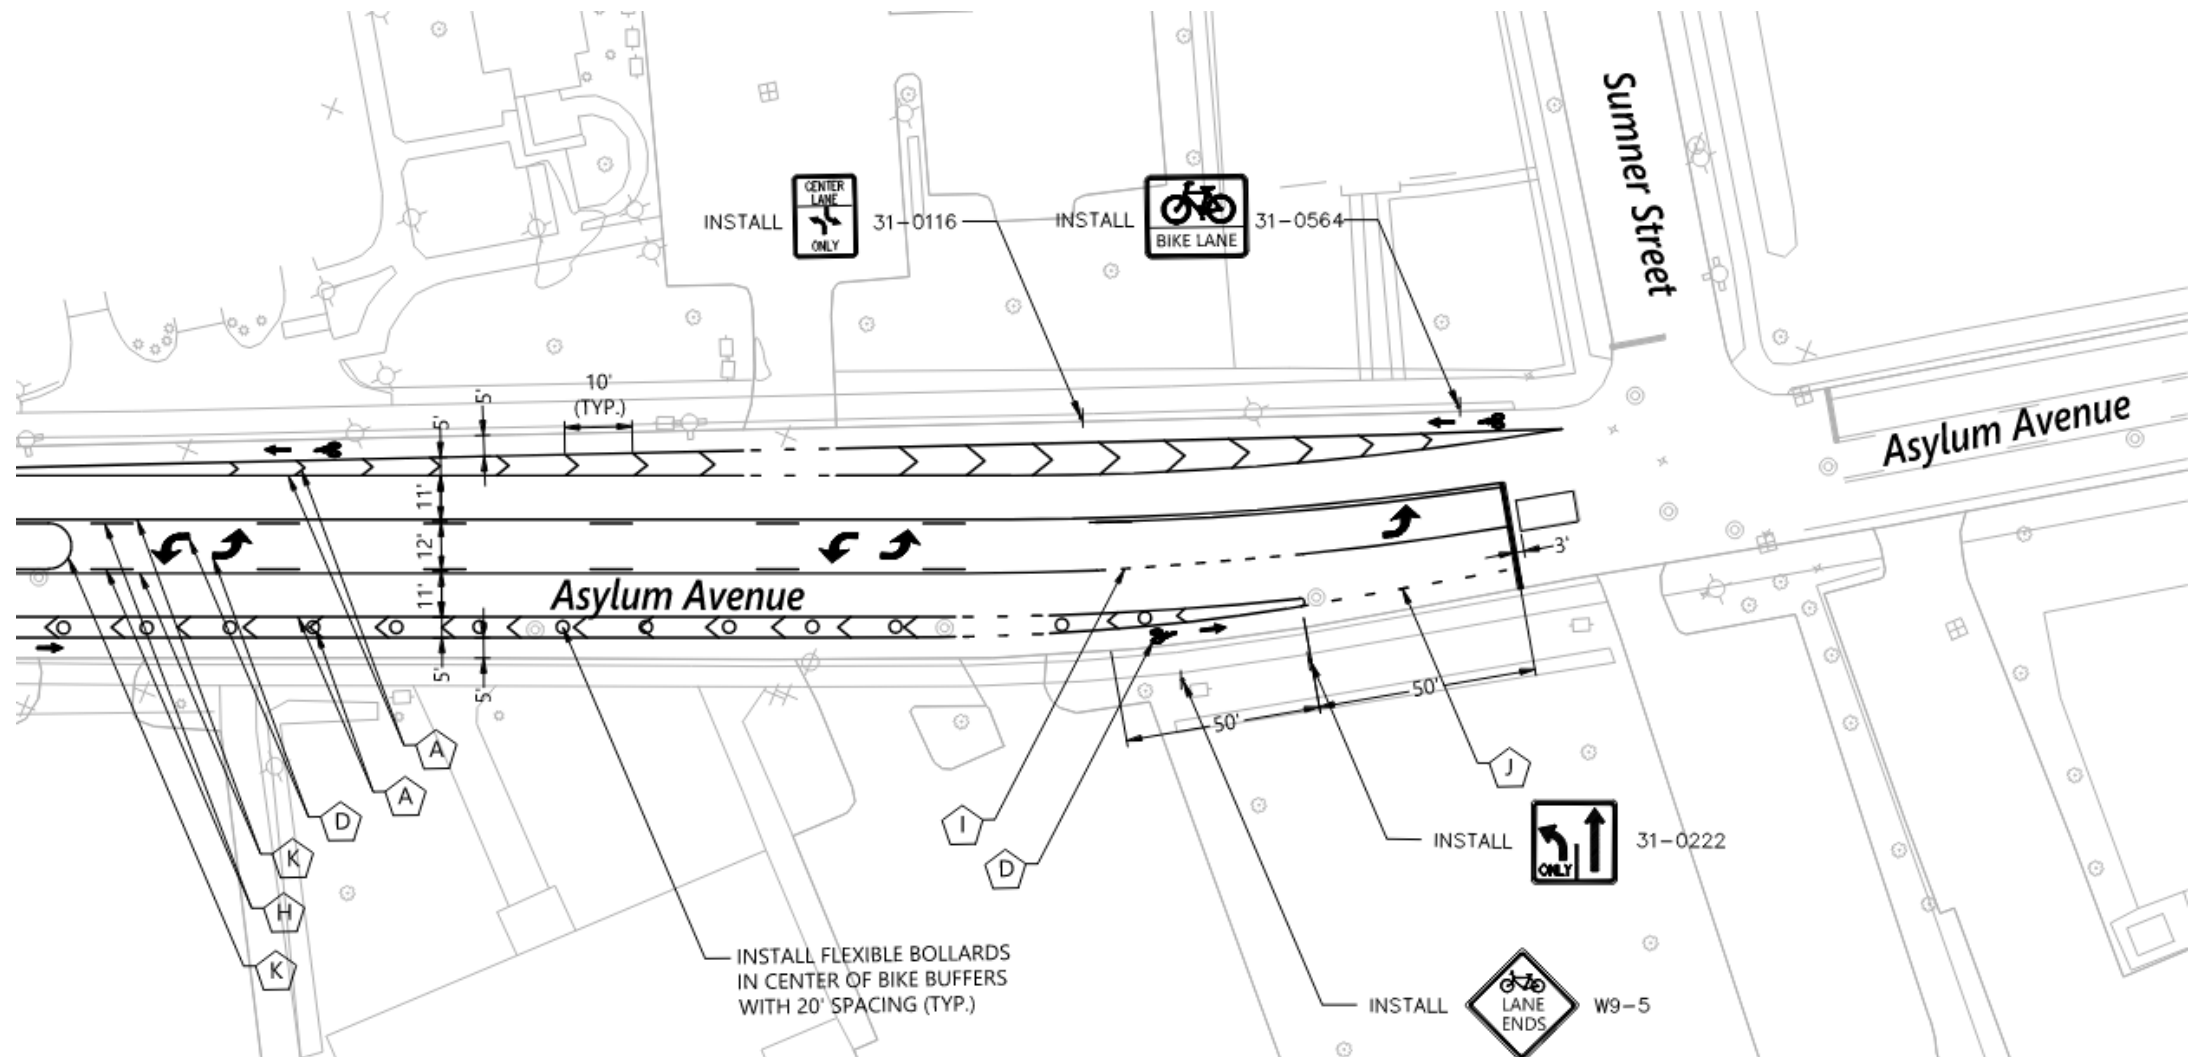 Sumner Street
CENTER
LANE
ONLY
INSTALL
31-0116
INSTALL
BIKE LANE
31-0564
10'
(TYP.)
5'
5'
11'
12'
11'
5'
5'
Asylum Avenue
Asylum Avenue
3'
50'
50'
A
A
D
K
H
K
I
D
J
INSTALL
ONLY
31-0222
INSTALL FLEXIBLE BOLLARDS
IN CENTER OF BIKE BUFFERS
WITH 20' SPACING (TYP.)
INSTALL
LANE
ENDS
W9-5